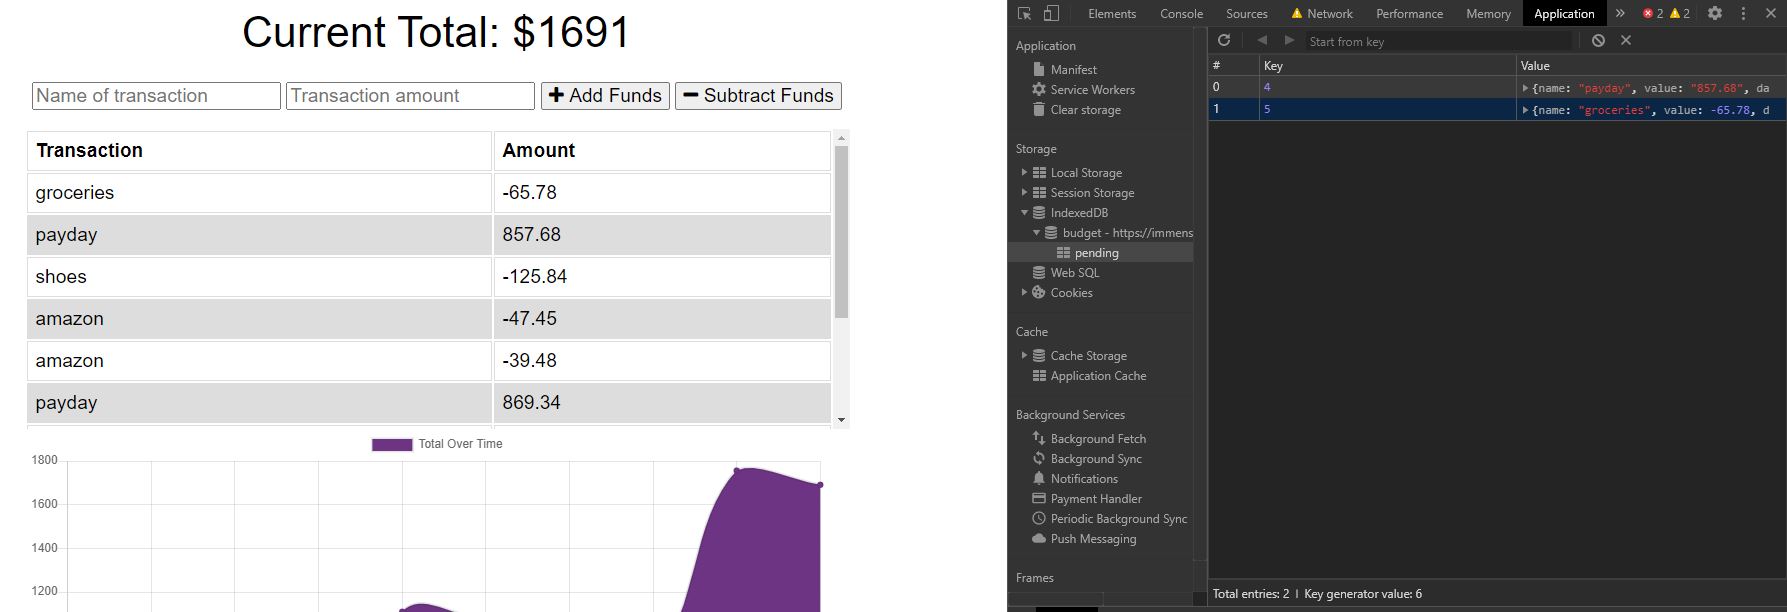 Current Total: $1691
Name of transaction Transaction amount Add Funds Subtract Funds
Transaction Amount
groceries -65.78
payday 857.68
shoes -125.84
amazon -47.45
amazon -39.48
payday 869.34
Total Over Time
1800
1600
1400
1200
Elements Console Sources Network Performance Memory Application » 2 2
Application
Manifest
Service Workers
Clear storage
Storage
Local Storage
Session Storage
IndexedDB
budget - https://immens
pending
Web SQL
Cookies
Cache
Cache Storage
Application Cache
Background Services
Background Fetch
Background Sync
Notifications
Payment Handler
Periodic Background Sync
Push Messaging
Frames
Start from key
# Key Value
0 4 {name: "payday", value: "857.68", da
1 5 {name: "groceries", value: -65.78, d
Total entries: 2 | Key generator value: 6